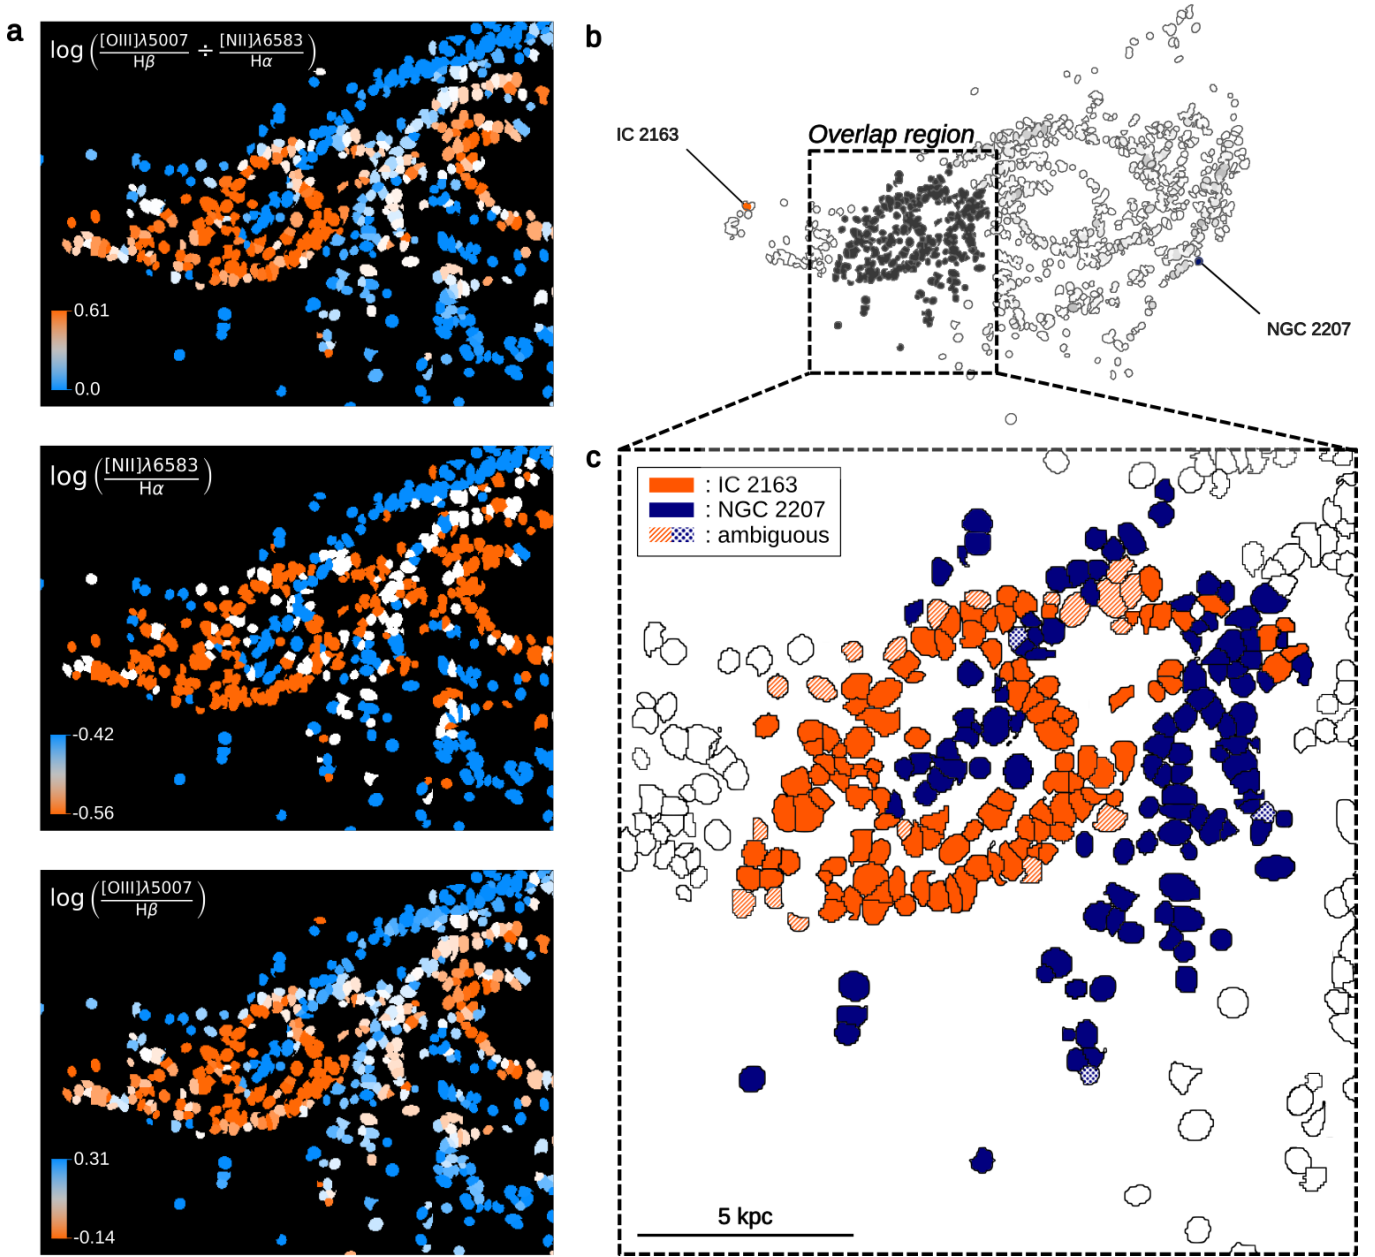 a
log ( [OIII]λ5007 / Hβ ÷ [NII]λ6583 / Hα )
0.61
0.0
log ( [NII]λ6583 / Hα )
-0.42
-0.56
log ( [OIII]λ5007 / Hβ )
0.31
-0.14
b
IC 2163
Overlap region
NGC 2207
c
: IC 2163
: NGC 2207
: ambiguous
5 kpc